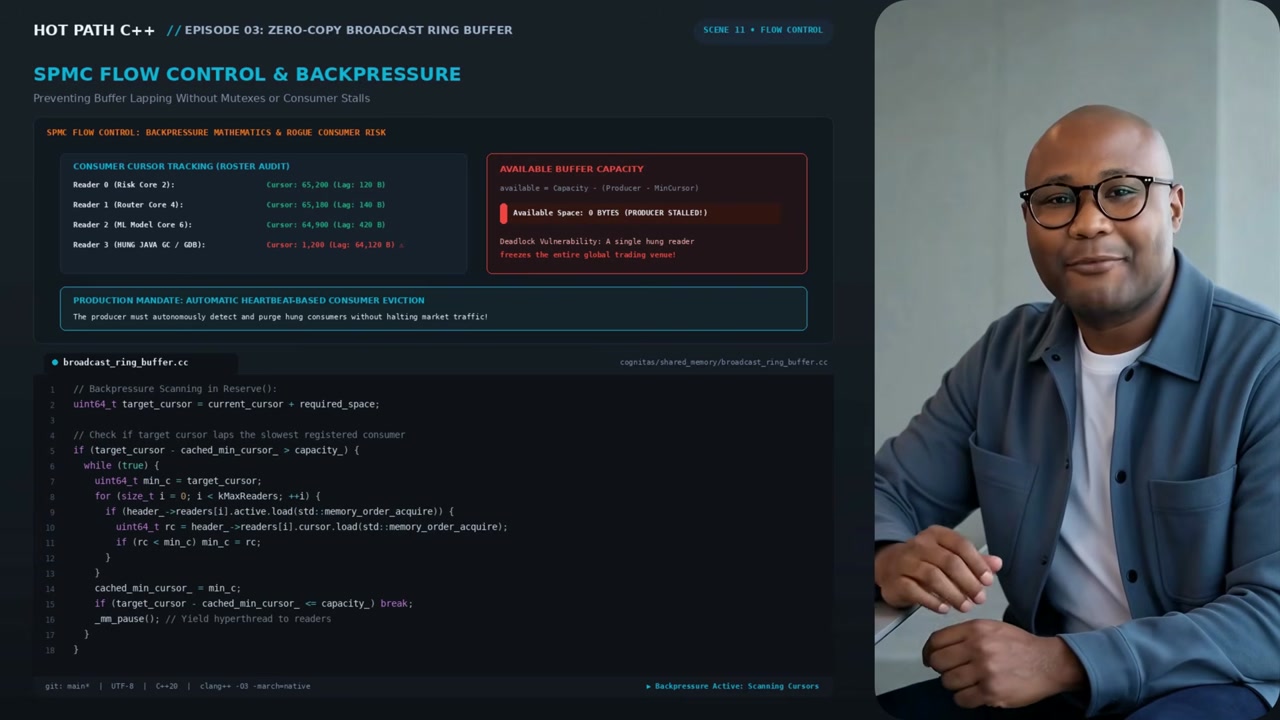 HOT PATH C++ // EPISODE 03: ZERO-COPY BROADCAST RING BUFFER
SCENE 11 • FLOW CONTROL
SPMC FLOW CONTROL & BACKPRESSURE
Preventing Buffer Lapping Without Mutexes or Consumer Stalls
SPMC FLOW CONTROL: BACKPRESSURE MATHEMATICS & ROGUE CONSUMER RISK
CONSUMER CURSOR TRACKING (ROSTER AUDIT)
Reader 0 (Risk Core 2): Cursor: 65,200 (Lag: 120 B)
Reader 1 (Router Core 4): Cursor: 65,180 (Lag: 140 B)
Reader 2 (ML Model Core 6): Cursor: 64,900 (Lag: 420 B)
Reader 3 (HUNG JAVA GC / GDB): Cursor: 1,200 (Lag: 64,120 B) ⚠
AVAILABLE BUFFER CAPACITY
available = Capacity - (Producer - MinCursor)
Available Space: 0 BYTES (PRODUCER STALLED!)
Deadlock Vulnerability: A single hung reader
freezes the entire global trading venue!
PRODUCTION MANDATE: AUTOMATIC HEARTBEAT-BASED CONSUMER EVICTION
The producer must autonomously detect and purge hung consumers without halting market traffic!
broadcast_ring_buffer.cc
cognitas/shared_memory/broadcast_ring_buffer.cc
1 // Backpressure Scanning in Reserve():
2 uint64_t target_cursor = current_cursor + required_space;
3
4 // Check if target cursor laps the slowest registered consumer
5 if (target_cursor - cached_min_cursor_ > capacity_) {
6 while (true) {
7 uint64_t min_c = target_cursor;
8 for (size_t i = 0; i < kMaxReaders; ++i) {
9 if (header_->readers[i].active.load(std::memory_order_acquire)) {
10 uint64_t rc = header_->readers[i].cursor.load(std::memory_order_acquire);
11 if (rc < min_c) min_c = rc;
12 }
13 }
14 cached_min_cursor_ = min_c;
15 if (target_cursor - cached_min_cursor_ <= capacity_) break;
16 _mm_pause(); // Yield hyperthread to readers
17 }
18 }
git: main* | UTF-8 | C++20 | clang++ -O3 -march=native
▶ Backpressure Active: Scanning Cursors